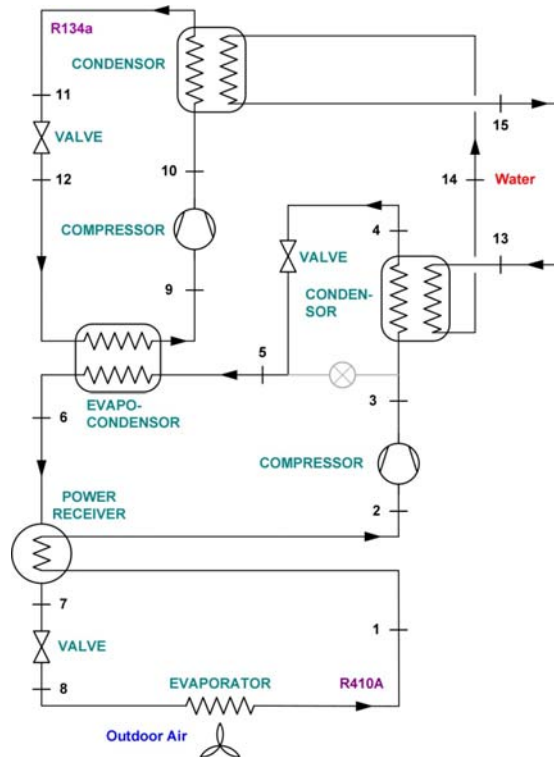 R134a
CONDENSOR
11
VALVE
12
10
COMPRESSOR
9
15
14
Water
13
4
VALVE
CONDEN-
SOR
5
3
EVAPO-
CONDENSOR
6
COMPRESSOR
2
POWER
RECEIVER
7
VALVE
8
1
EVAPORATOR
R410A
Outdoor Air